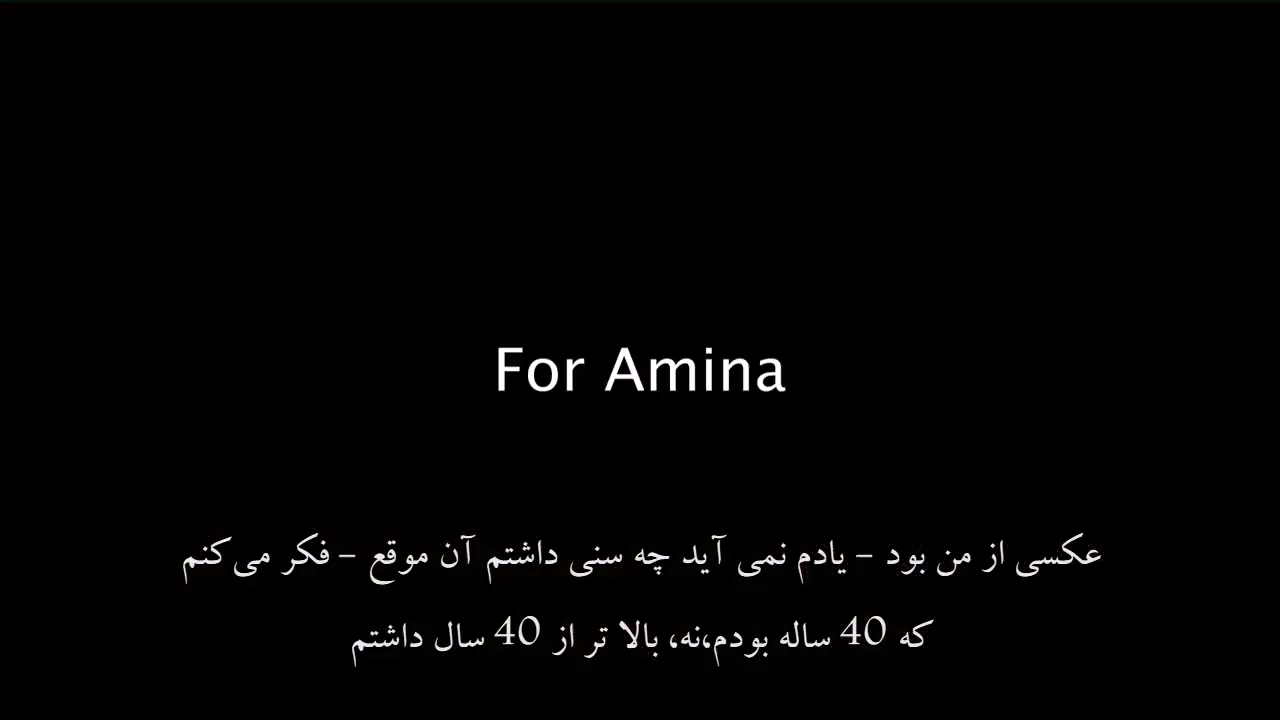 For Amina
عکسی از من بود – یادم نمی آید چه سنی داشتم آن موقع – فکر می‌کنم
که 40 ساله بودم،نه، بالا تر از 40 سال داشتم